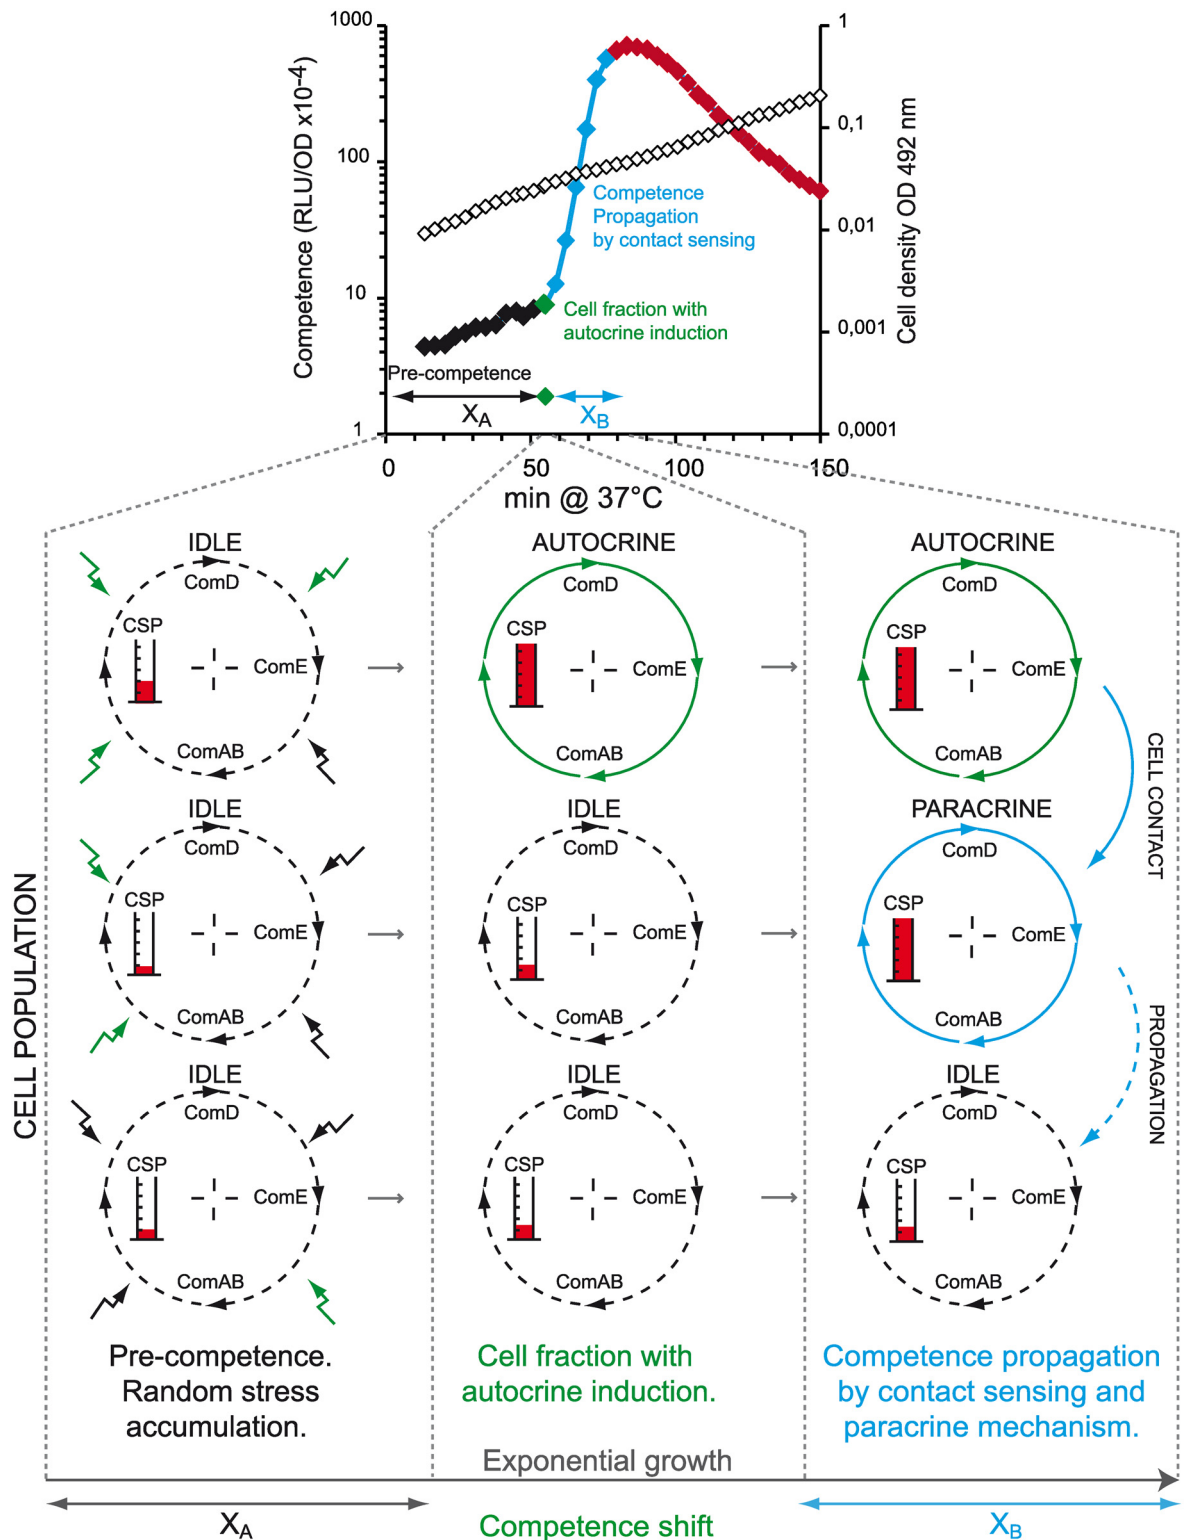 1000
100
10
1
Competence (RLU/OD x10-4)
1
0,1
0,01
0,001
0,0001
Cell density OD 492 nm
Competence
Propagation
by contact sensing
Cell fraction with
autocrine induction
Pre-competence
XA
XB
0
50
100
150
min @ 37°C
CELL POPULATION
IDLE
ComD
CSP
ComE
ComAB
AUTOCRINE
ComD
CSP
ComE
ComAB
AUTOCRINE
ComD
CSP
ComE
ComAB
CELL CONTACT
IDLE
ComD
CSP
ComE
ComAB
IDLE
ComD
CSP
ComE
ComAB
PARACRINE
ComD
CSP
ComE
ComAB
PROPAGATION
IDLE
ComD
CSP
ComE
ComAB
IDLE
ComD
CSP
ComE
ComAB
IDLE
ComD
CSP
ComE
ComAB
Pre-competence.
Random stress
accumulation.
Cell fraction with
autocrine induction.
Competence propagation
by contact sensing and
paracrine mechanism.
Exponential growth
XA
Competence shift
XB